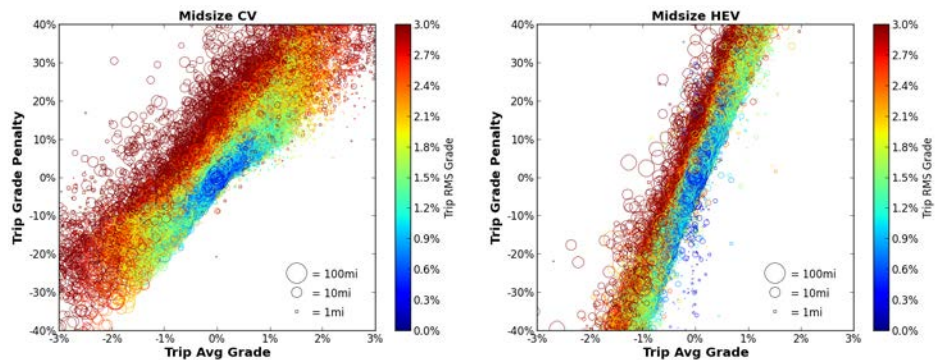 Midsize CV
40%
30%
20%
10%
0%
-10%
-20%
-30%
-40%
Trip Grade Penalty
-3% -2% -1% 0% 1% 2% 3%
Trip Avg Grade
= 100mi
= 10mi
= 1mi
3.0%
2.7%
2.4%
2.1%
1.8%
1.5%
1.2%
0.9%
0.6%
0.3%
0.0%
Trip RMS Grade
Midsize HEV
40%
30%
20%
10%
0%
-10%
-20%
-30%
-40%
Trip Grade Penalty
-3% -2% -1% 0% 1% 2% 3%
Trip Avg Grade
= 100mi
= 10mi
= 1mi
3.0%
2.7%
2.4%
2.1%
1.8%
1.5%
1.2%
0.9%
0.6%
0.3%
0.0%
Trip RMS Grade